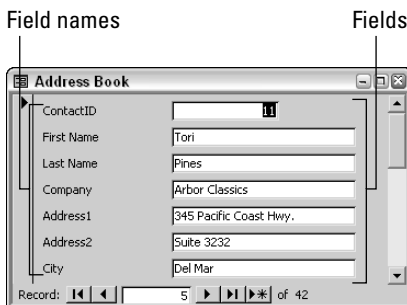 Field names Fields
Address Book
ContactID 11
First Name Tori
Last Name Pines
Company Arbor Classics
Address1 345 Pacific Coast Hwy.
Address2 Suite 3232
City Del Mar
Record: 5 of 42